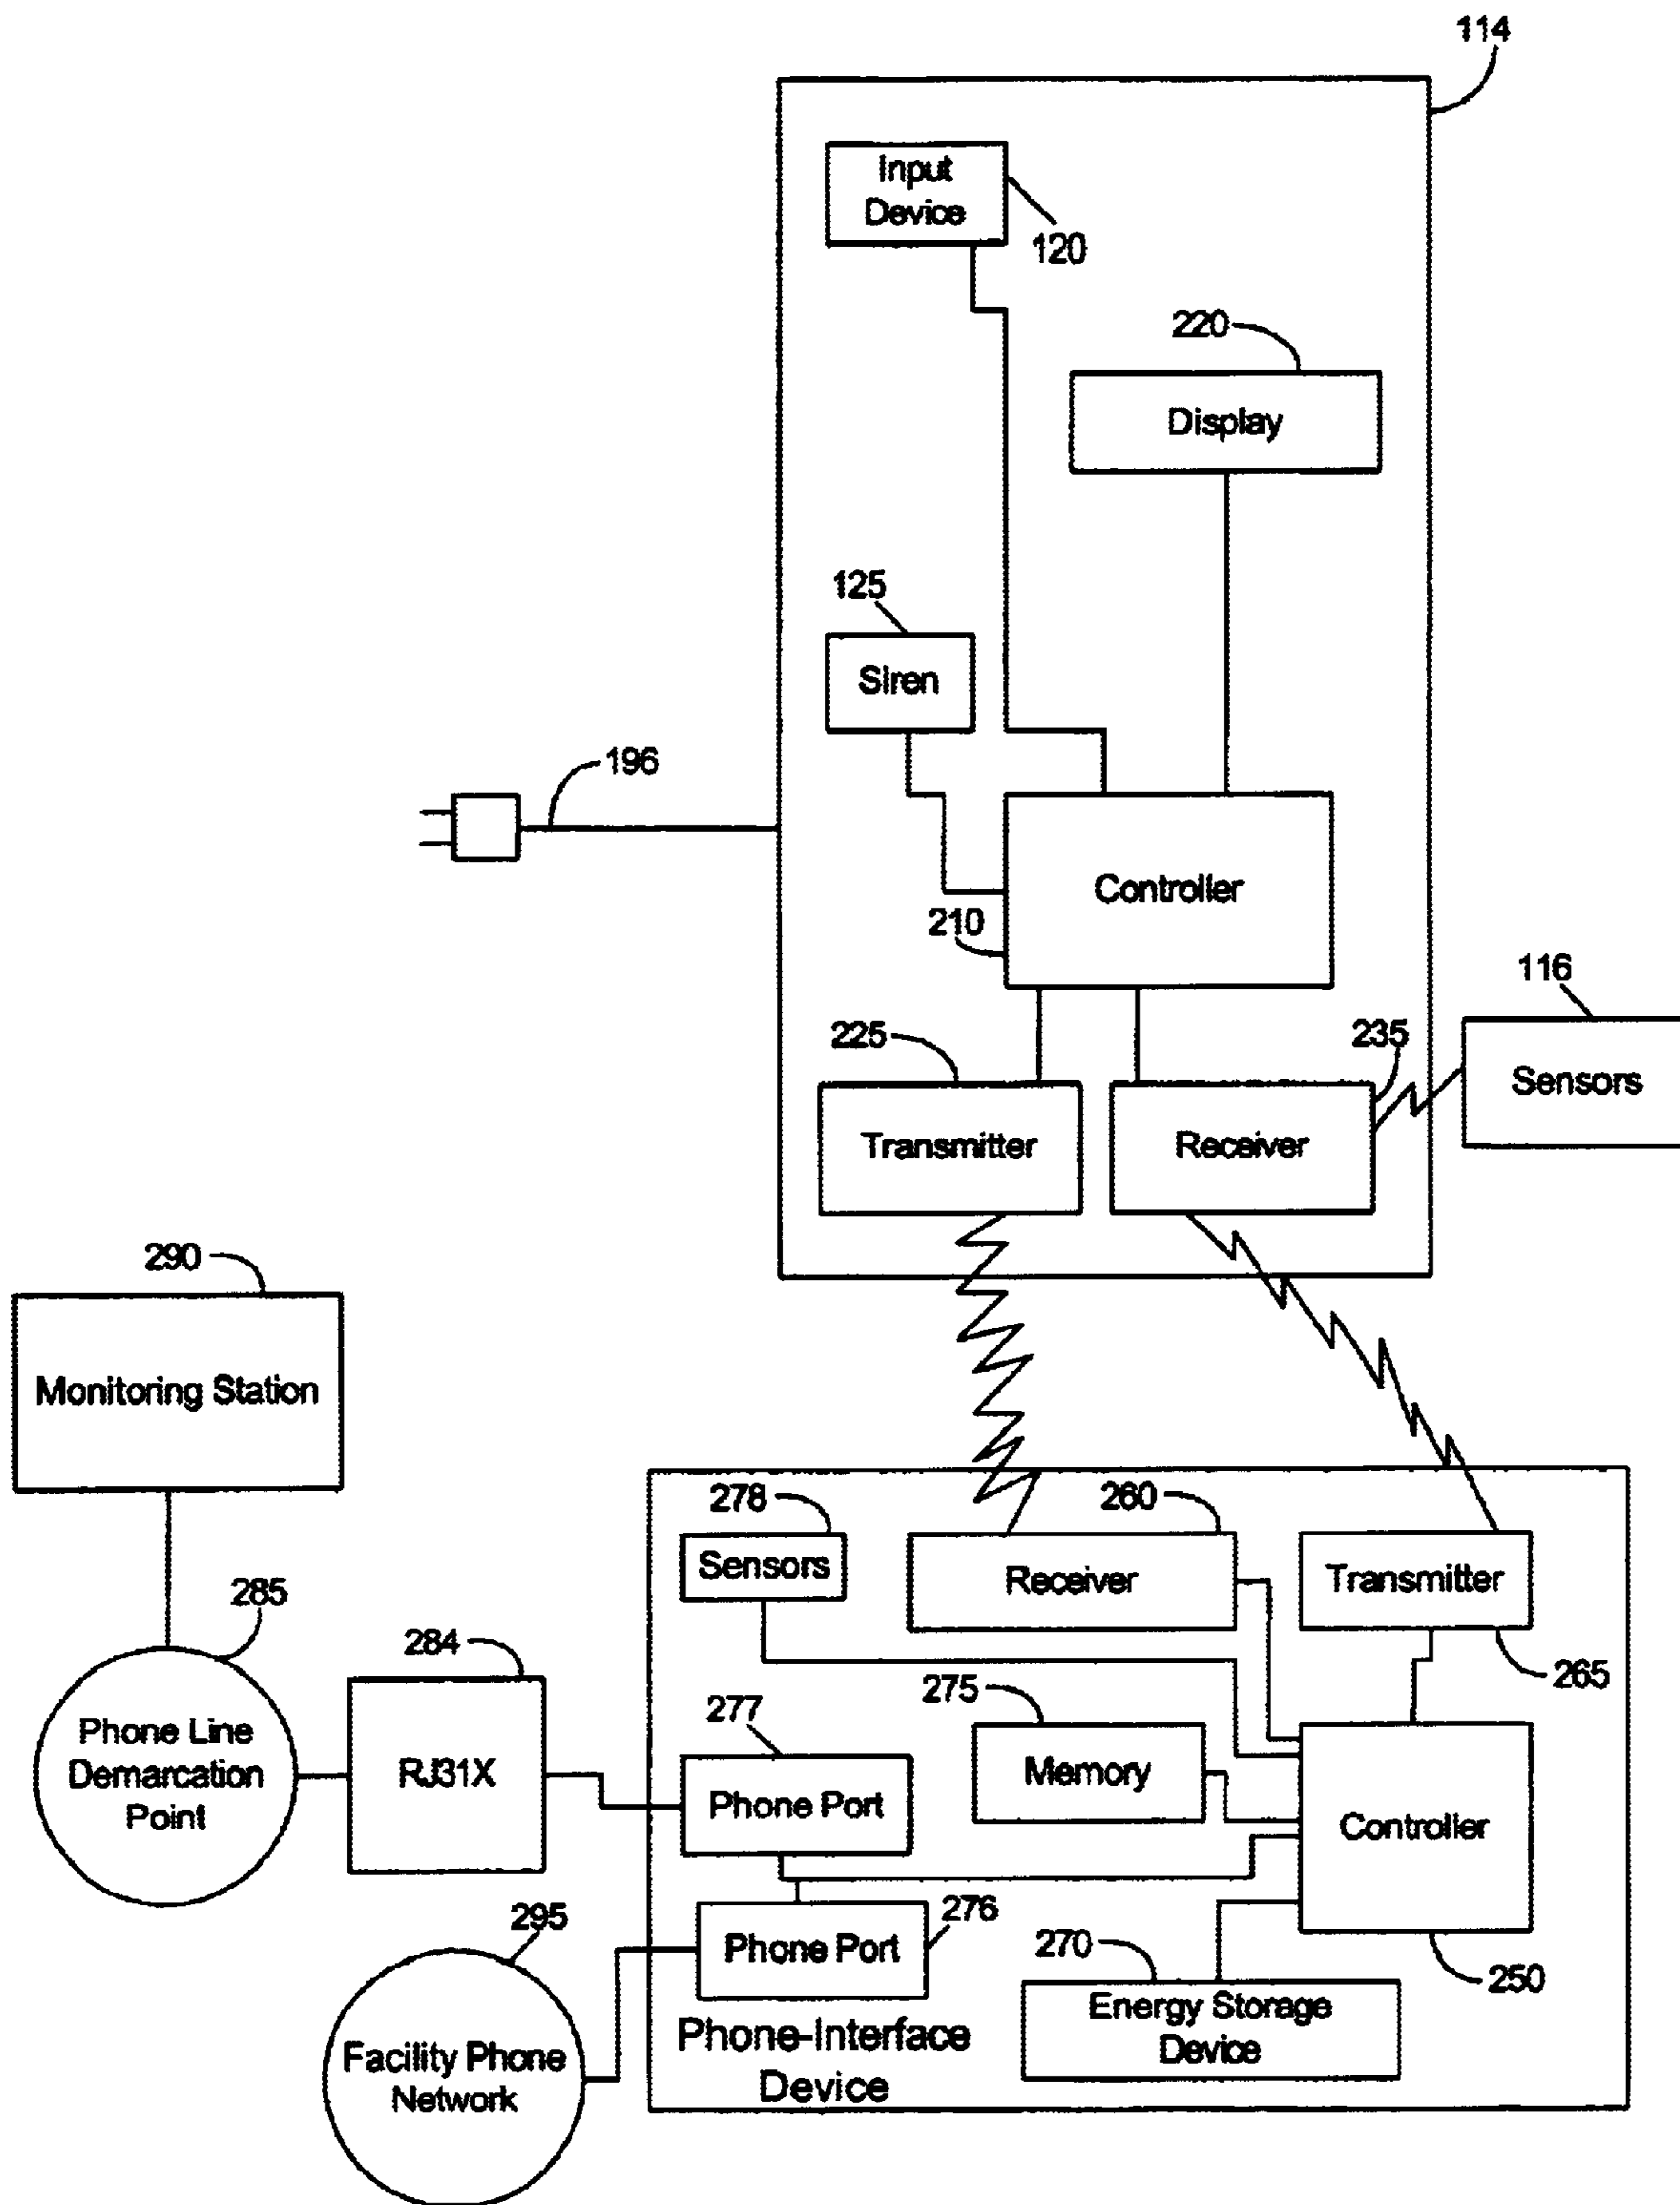 114
Input
Device
120
220
Display
125
Siren
196
Controller
210
116
225
235
Sensors
Transmitter
Receiver
290
Monitoring Station
278
260
Sensors
Receiver
Transmitter
285
284
265
275
277
Phone Line
Demarcation
Point
RJ31X
Memory
Phone Port
Controller
276
295
Phone Port
270
250
Energy Storage
Device
Phone-Interface
Device
Facility Phone
Network